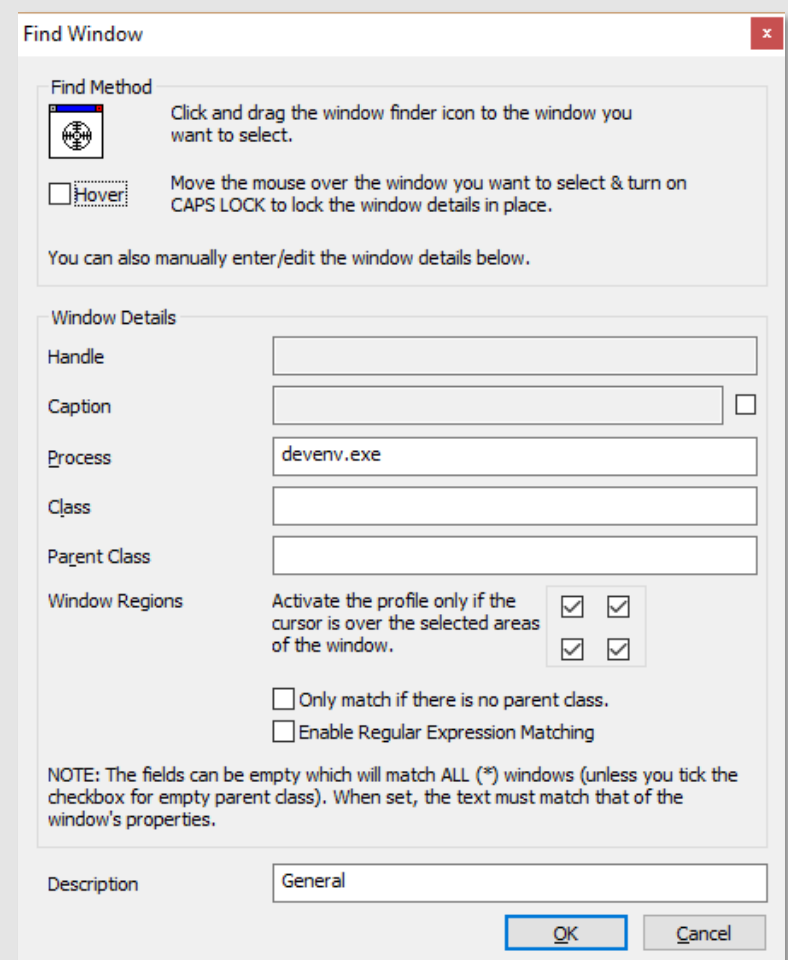 Find Window
x
Find Method
Click and drag the window finder icon to the window you
want to select.
Hover
Move the mouse over the window you want to select & turn on
CAPS LOCK to lock the window details in place.
You can also manually enter/edit the window details below.
Window Details
Handle
Caption
Process
devenv.exe
Class
Parent Class
Window Regions
Activate the profile only if the
cursor is over the selected areas
of the window.
Only match if there is no parent class.
Enable Regular Expression Matching
NOTE: The fields can be empty which will match ALL (*) windows (unless you tick the
checkbox for empty parent class). When set, the text must match that of the
window's properties.
Description
General
OK
Cancel